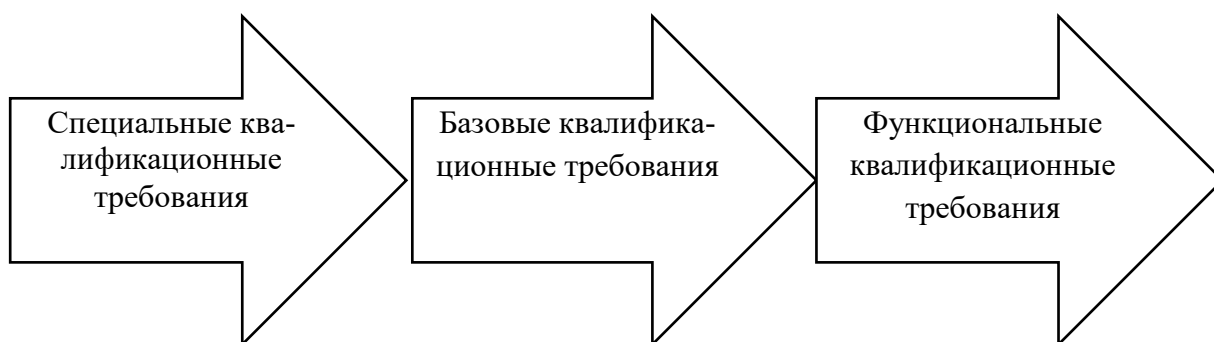 Специальные ква-
лификационные
требования
Базовые квалифика-
ционные требования
Функциональные
квалификационные
требования